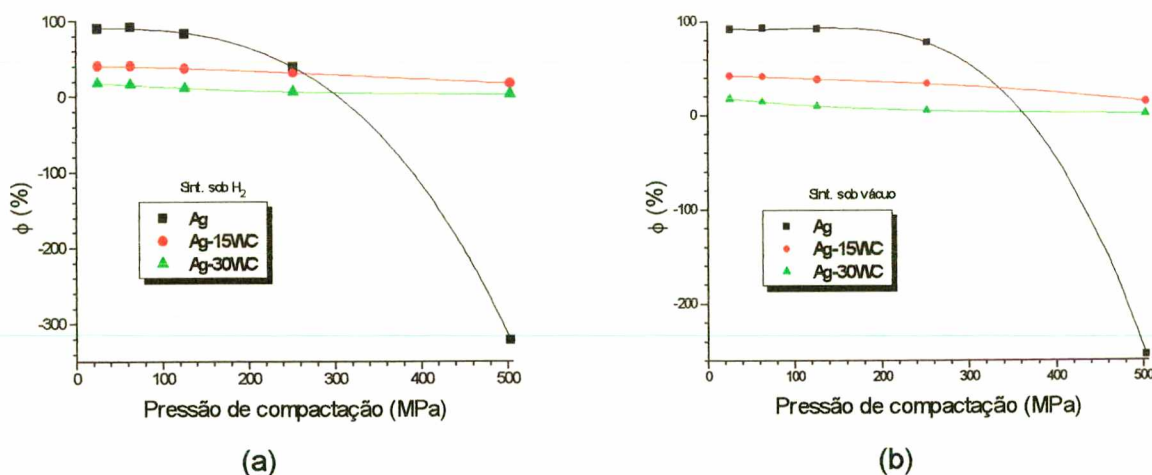 100
0
-100
-200
-300
ϕ (%)
Sint. sob H₂
Ag
Ag-15WC
Ag-30WC
0 100 200 300 400 500
Pressão de compactação (MPa)
(a)
100
0
-100
-200
ϕ (%)
Sint. sob vácuo
Ag
Ag-15WC
Ag-30WC
0 100 200 300 400 500
Pressão de compactação (MPa)
(b)